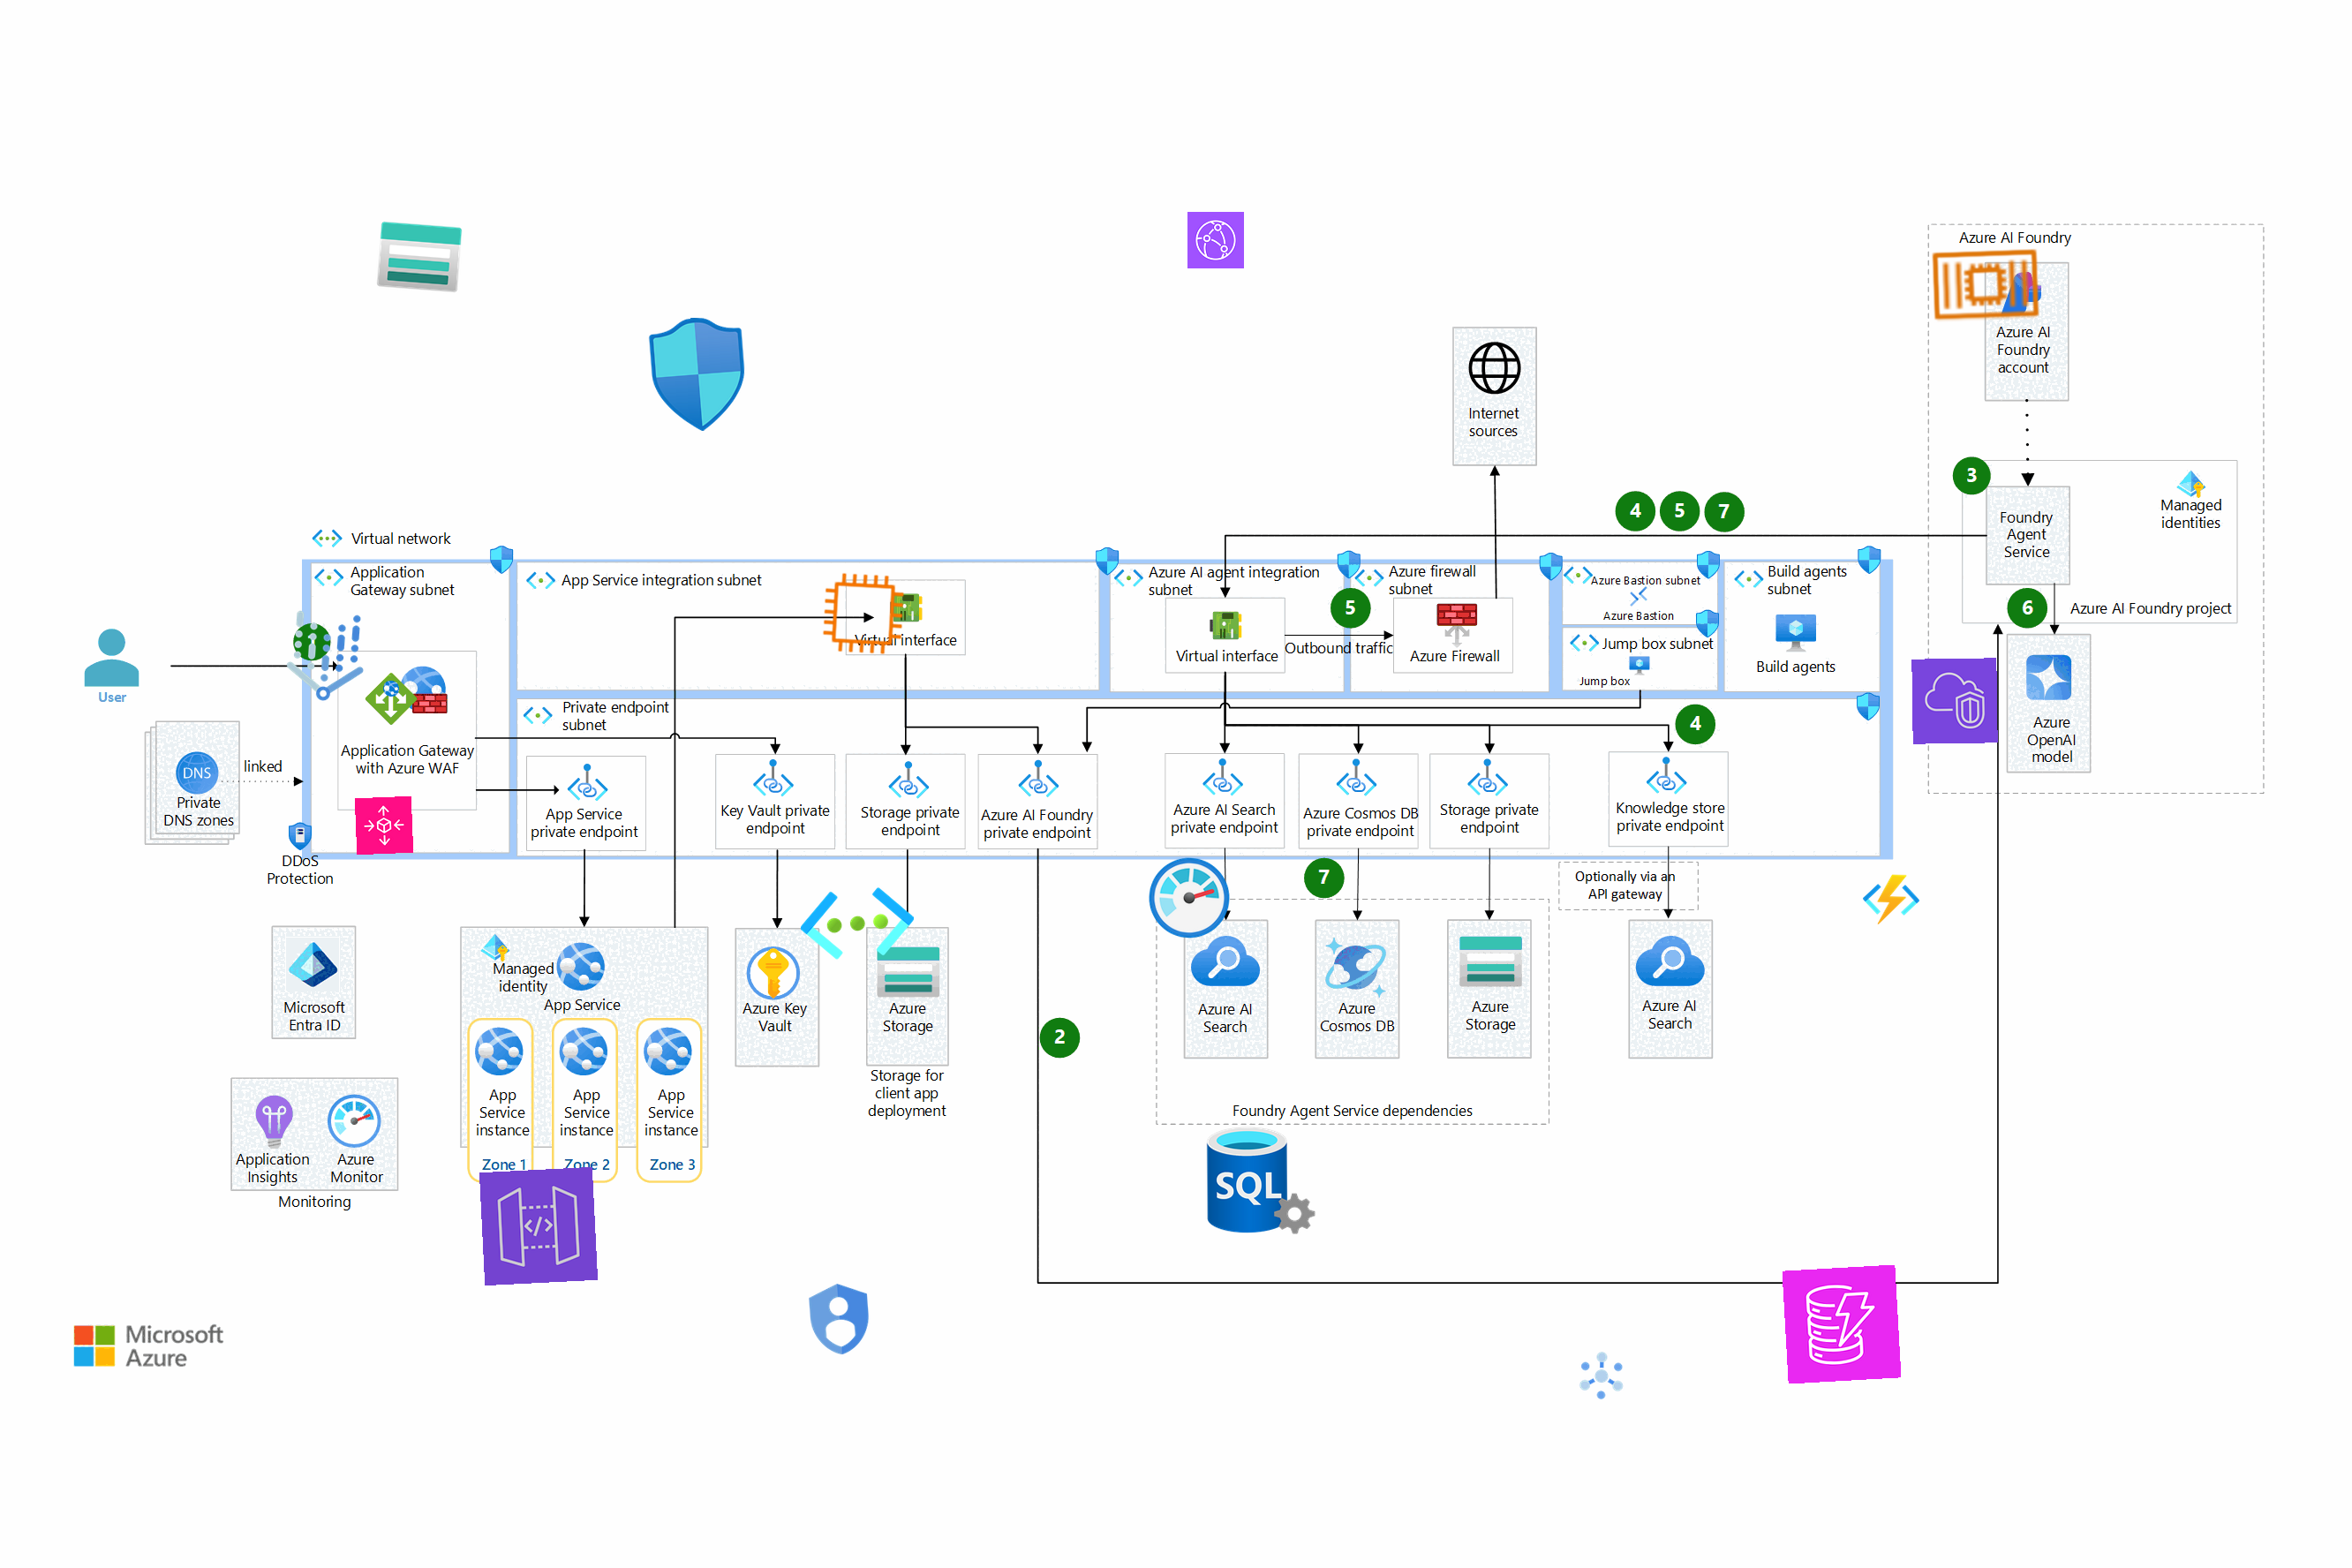 Azure AI Foundry
Azure AI
Foundry
account
Internet
sources
4
5
7
3
Managed
identities
Foundry
Agent
Service
6
Azure AI Foundry project
Azure
OpenAI
model
Virtual network
Application
Gateway subnet
App Service integration subnet
Virtual interface
Azure AI agent integration
subnet
Virtual interface
5
Outbound traffic
Azure firewall
subnet
Azure Firewall
Azure Bastion subnet
Azure Bastion
Jump box subnet
Jump box
Build agents
subnet
Build agents
User
Application Gateway
with Azure WAF
DNS
Private
DNS zones
linked
DDoS
Protection
Private endpoint
subnet
App Service
private endpoint
Key Vault private
endpoint
Storage private
endpoint
Azure AI Foundry
private endpoint
Azure AI Search
private endpoint
Azure Cosmos DB
private endpoint
Storage private
endpoint
4
Knowledge store
private endpoint
7
Optionally via an
API gateway
Microsoft
Entra ID
Managed
identity
App Service
App
Service
instance
Zone 1
App
Service
instance
Zone 2
App
Service
instance
Zone 3
Azure Key
Vault
Azure
Storage
Storage for
client app
deployment
2
Azure AI
Search
Azure
Cosmos DB
Azure
Storage
Azure AI
Search
Foundry Agent Service dependencies
Application
Insights
Azure
Monitor
Monitoring
</>
SQL
Microsoft
Azure